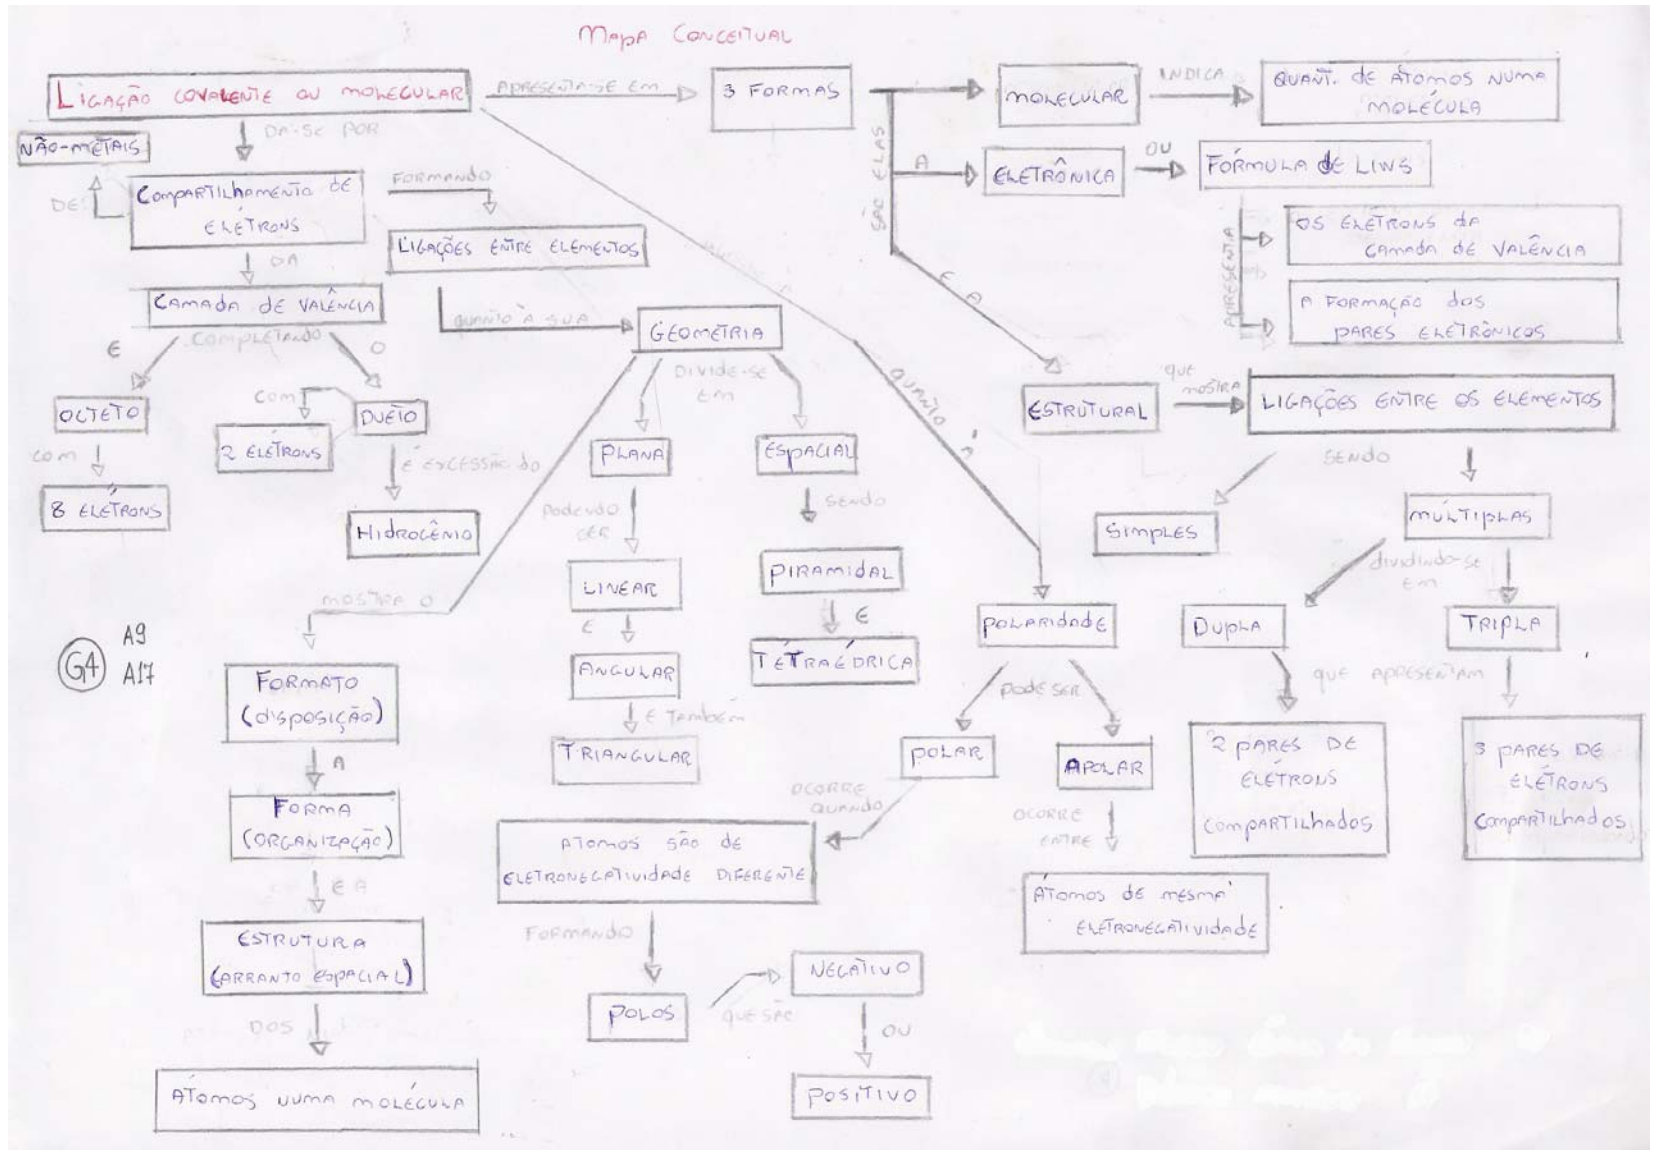 MAPA CONCEITUAL
LIGAÇÃO COVALENTE OU MOLECULAR
APRESENTA-SE EM
3 FORMAS
MOLECULAR
INDICA
QUANT. DE ÁTOMOS NUMA
MOLÉCULA
SÃO ELAS
A
ELETRÔNICA
OU
FÓRMULA DE LIWS
APRESENTA
OS ELÉTRONS DA
CAMADA DE VALÊNCIA
A FORMAÇÃO DOS
PARES ELETRÔNICOS
E A
ESTRUTURAL
QUE
MOSTRA
LIGAÇÕES ENTRE OS ELEMENTOS
SENDO
SIMPLES
MÚLTIPLAS
dividindo-SE
EM
DUPLA
TRIPLA
QUE APRESENTAM
2 PARES DE
ELÉTRONS
COMPARTILHADOS
3 PARES DE
ELÉTRONS
COMPARTILHADOS
DA-SE POR
NÃO-METAIS
DE
COMPARTILHAMENTO DE
ELÉTRONS
FORMANDO
LIGAÇÕES ENTRE ELEMENTOS
DA
CAMADA DE VALÊNCIA
COMPLETANDO
E
O
OCTETO
COM
8 ELÉTRONS
DUETO
COM
2 ELÉTRONS
É EXCESSÃO do
HIDROGÊNIO
QUANTO À SUA
GEOMETRIA
DIVIDE-SE
EM
PLANA
PODENDO
SER
LINEAR
E
ANGULAR
E TAMBÉM
TRIANGULAR
ESPACIAL
SENDO
PIRAMIDAL
E
TETRAÉDRICA
MOSTRA O
FORMATO
(DISPOSIÇÃO)
A
FORMA
(ORGANIZAÇÃO)
E A
ESTRUTURA
(ARRANTO ESPACIAL)
DOS
ÁTOMOS NUMA MOLÉCULA
QUANTO À
POLARIDADE
PODE SER
POLAR
APOLAR
OCORRE
QUANDO
ATOMOS SÃO DE
ELETRONEGATIVIDADE DIFERENTE
FORMANDO
POLOS
QUE SÃO
NEGATIVO
OU
POSITIVO
OCORRE
ENTRE
ÁTOMOS DE MESMA
ELETRONEGATIVIDADE
G4
A9
A17